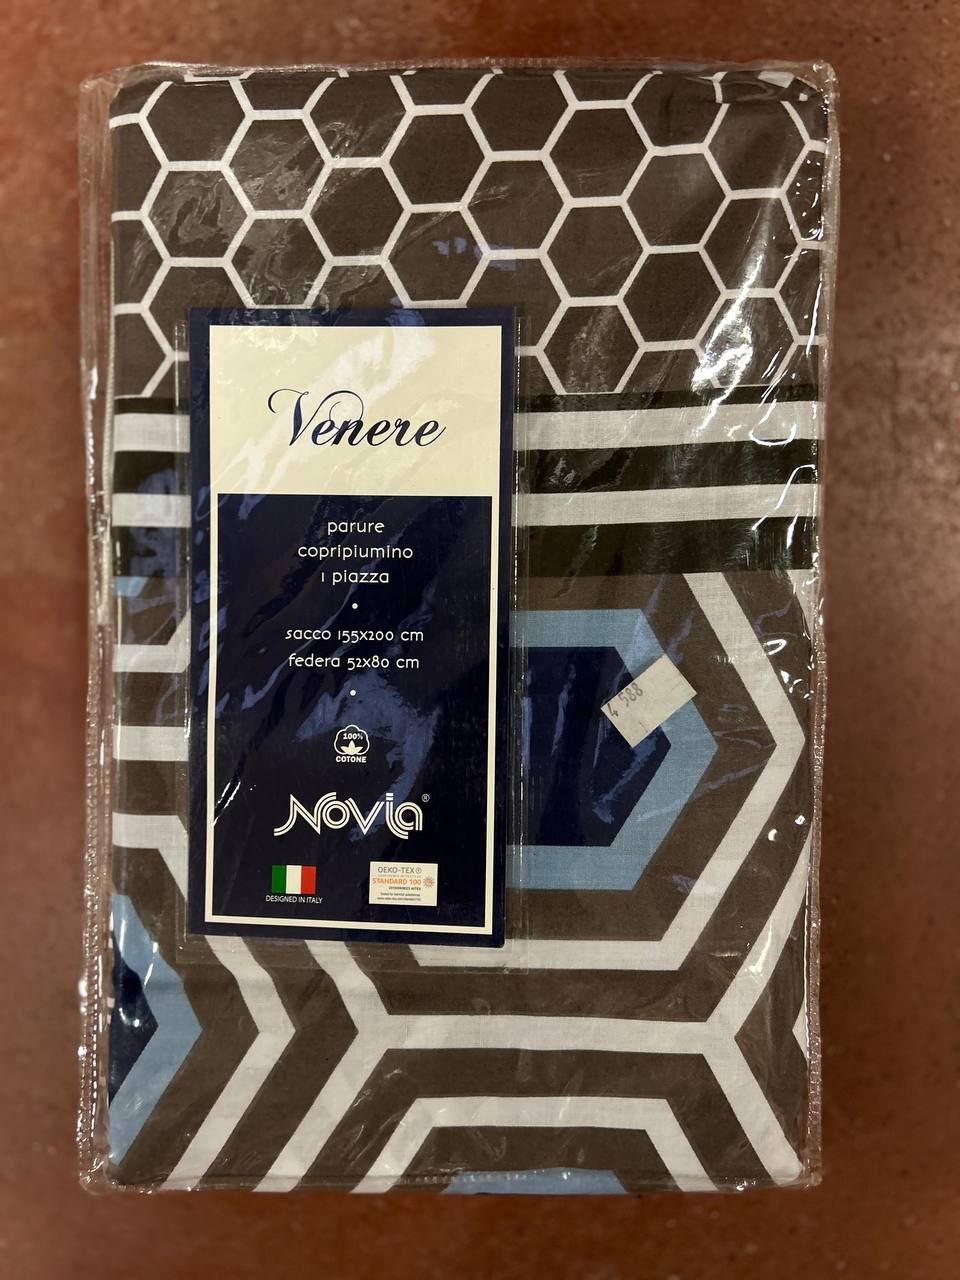 Venere
parure
copripiumino
1 piazza
sacco 155x200 cm
federa 52x80 cm
100%
COTONE
Novia®
DESIGNED IN ITALY
OEKO-TEX®
STANDARD 100
4 588